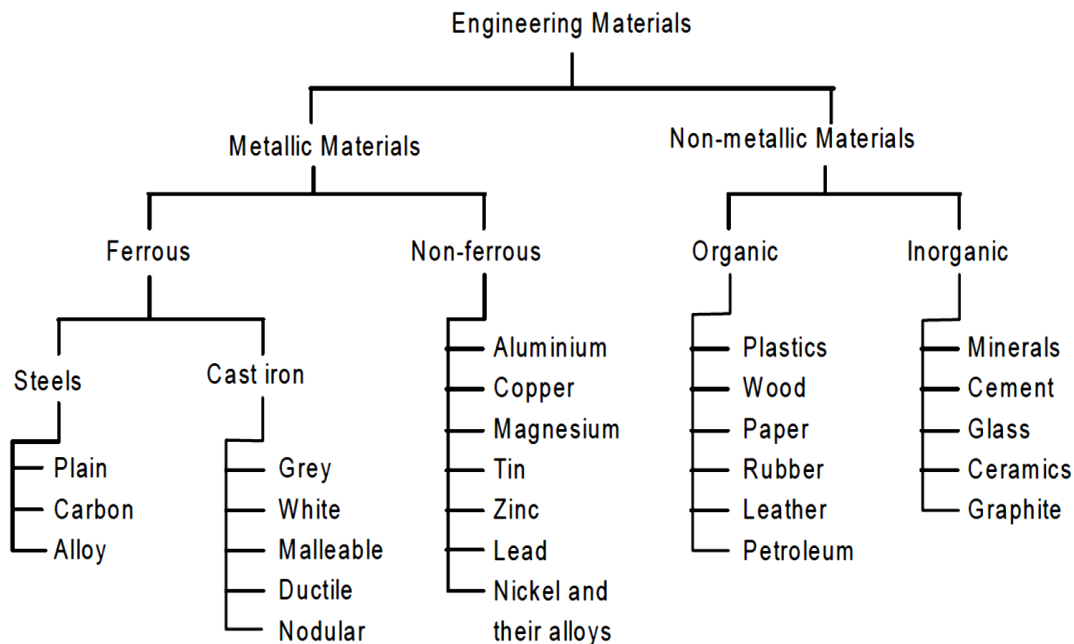 Engineering Materials
Metallic Materials
Non-metallic Materials
Ferrous
Non-ferrous
Organic
Inorganic
Steels
Cast iron
Plain
Carbon
Alloy
Grey
White
Malleable
Ductile
Nodular
Aluminium
Copper
Magnesium
Tin
Zinc
Lead
Nickel and
their alloys
Plastics
Wood
Paper
Rubber
Leather
Petroleum
Minerals
Cement
Glass
Ceramics
Graphite